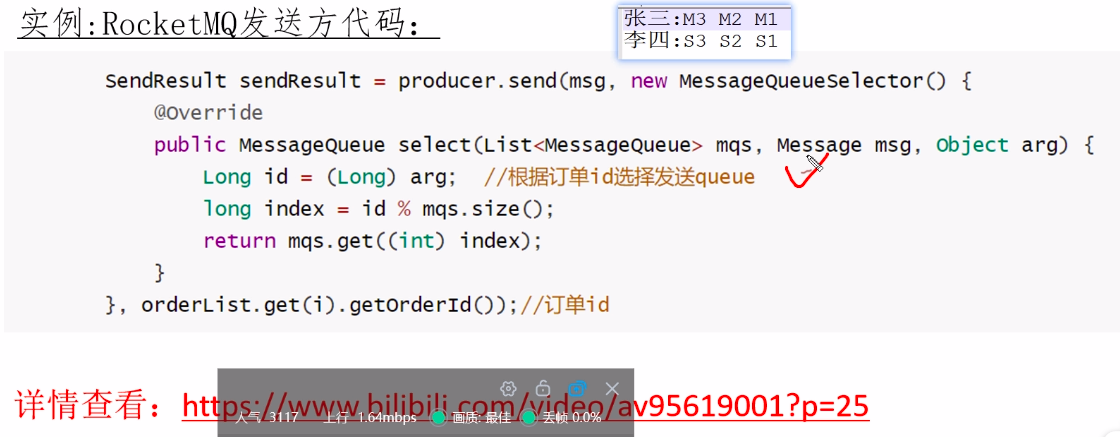 实例:RocketMQ发送方代码：
张三:M3 M2 M1
李四:S3 S2 S1
SendResult sendResult = producer.send(msg, new MessageQueueSelector() {
@Override
public MessageQueue select(List<MessageQueue> mqs, Message msg, Object arg) {
Long id = (Long) arg;  //根据订单id选择发送queue
long index = id % mqs.size();
return mqs.get((int) index);
}
}, orderList.get(i).getOrderId());//订单id
详情查看：https://www.bilibili.com/video/av95619001?p=25
人气 3117 上行 1.64mbps 画质: 最佳 丢帧 0.0%